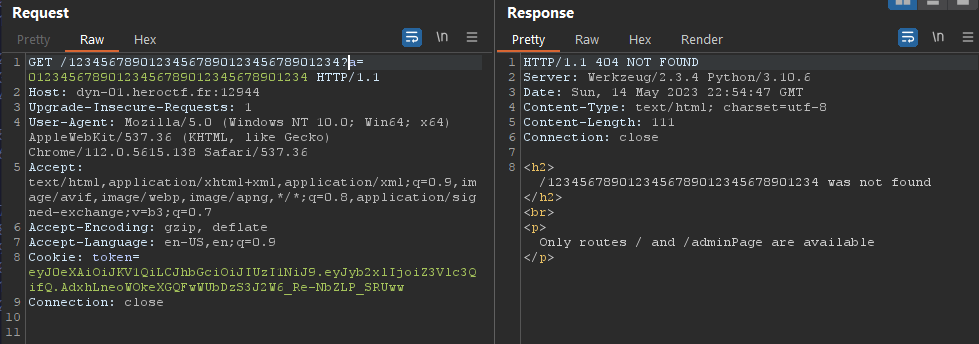 Request
Pretty Raw Hex
\n
1 GET /1234567890123456789012345678901234?a=
01234567890123456789012345678901234 HTTP/1.1
2 Host: dyn-01.heroctf.fr:12944
3 Upgrade-Insecure-Requests: 1
4 User-Agent: Mozilla/5.0 (Windows NT 10.0; Win64; x64)
AppleWebKit/537.36 (KHTML, like Gecko)
Chrome/112.0.5615.138 Safari/537.36
5 Accept:
text/html,application/xhtml+xml,application/xml;q=0.9,im
age/avif,image/webp,image/apng,*/*;q=0.8,application/sig
ned-exchange;v=b3;q=0.7
6 Accept-Encoding: gzip, deflate
7 Accept-Language: en-US,en;q=0.9
8 Cookie: token=
eyJ0eXAiOiJKV1QiLCJhbGciOiJIUzI1NiJ9.eyJyb2xlIjoiZ3Vlc3Q
ifQ.AdxhLneoWOkeXGQFwWUbDzS3J2W6_Re-NbZLP_SRUww
9 Connection: close
10
11
Response
Pretty Raw Hex Render
\n
1 HTTP/1.1 404 NOT FOUND
2 Server: Werkzeug/2.3.4 Python/3.10.6
3 Date: Sun, 14 May 2023 22:54:47 GMT
4 Content-Type: text/html; charset=utf-8
5 Content-Length: 111
6 Connection: close
7
8 <h2>
/1234567890123456789012345678901234 was not found
</h2>
<br>
<p>
Only routes / and /adminPage are available
</p>